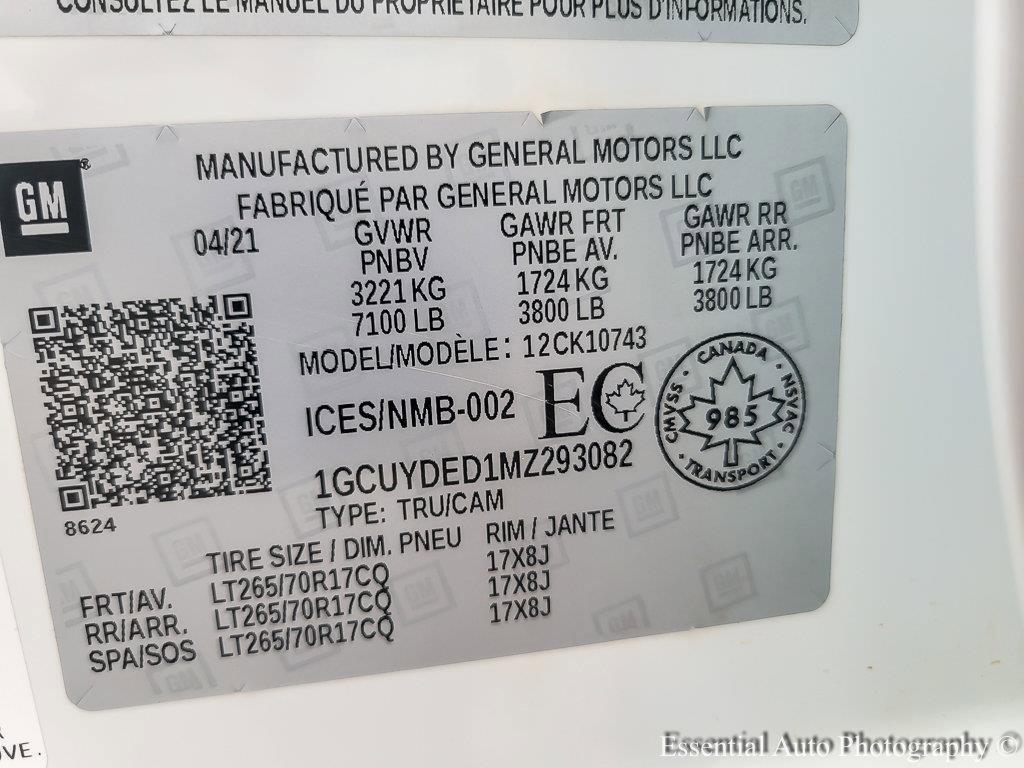 CONSULTEZ LE MANUEL DU PROPRIÉTAIRE POUR PLUS D'INFORMATIONS.
GM
MANUFACTURED BY GENERAL MOTORS LLC
FABRIQUÉ PAR GENERAL MOTORS LLC
04/21
GVWR GAWR FRT GAWR RR
PNBV PNBE AV. PNBE ARR.
3221 KG 1724 KG 1724 KG
7100 LB 3800 LB 3800 LB
MODEL/MODÈLE: 12CK10743
ICES/NMB-002 EC
CANADA
CMVSS · NSVAC
985
TRANSPORT
1GCUYDED1MZ293082
TYPE: TRU/CAM
8624
TIRE SIZE / DIM. PNEU RIM / JANTE
FRT/AV. LT265/70R17CQ 17X8J
RR/ARR. LT265/70R17CQ 17X8J
SPA/SOS LT265/70R17CQ 17X8J
Essential Auto Photography ©